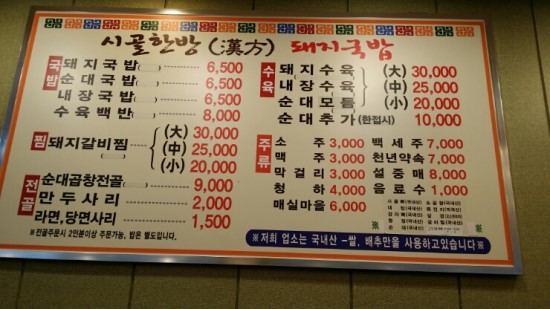 시골한방 (漢方) 돼지국밥
국밥
돼지국밥 6,500
순대국밥 6,500
내장국밥 6,500
수육백반 8,000
찜
돼지갈비찜
(大) 30,000
(中) 25,000
(小) 20,000
전골
순대곱창전골 9,000
만두사리 2,000
라면,당면사리 1,500
※전골주문시 2인분이상 주문가능, 밥은 별도입니다.
수육
돼지수육
내장수육
순대모듬
(大) 30,000
(中) 25,000
(小) 20,000
순대추가 (한접시) 10,000
주류
소주 3,000
맥주 3,000
막걸리 3,000
청하 4,000
매실마을 6,000
백세주 7,000
천년약속 7,000
설중매 8,000
음료수 1,000
※저희 업소는 국내산 -쌀, 배추만을 사용하고있습니다※